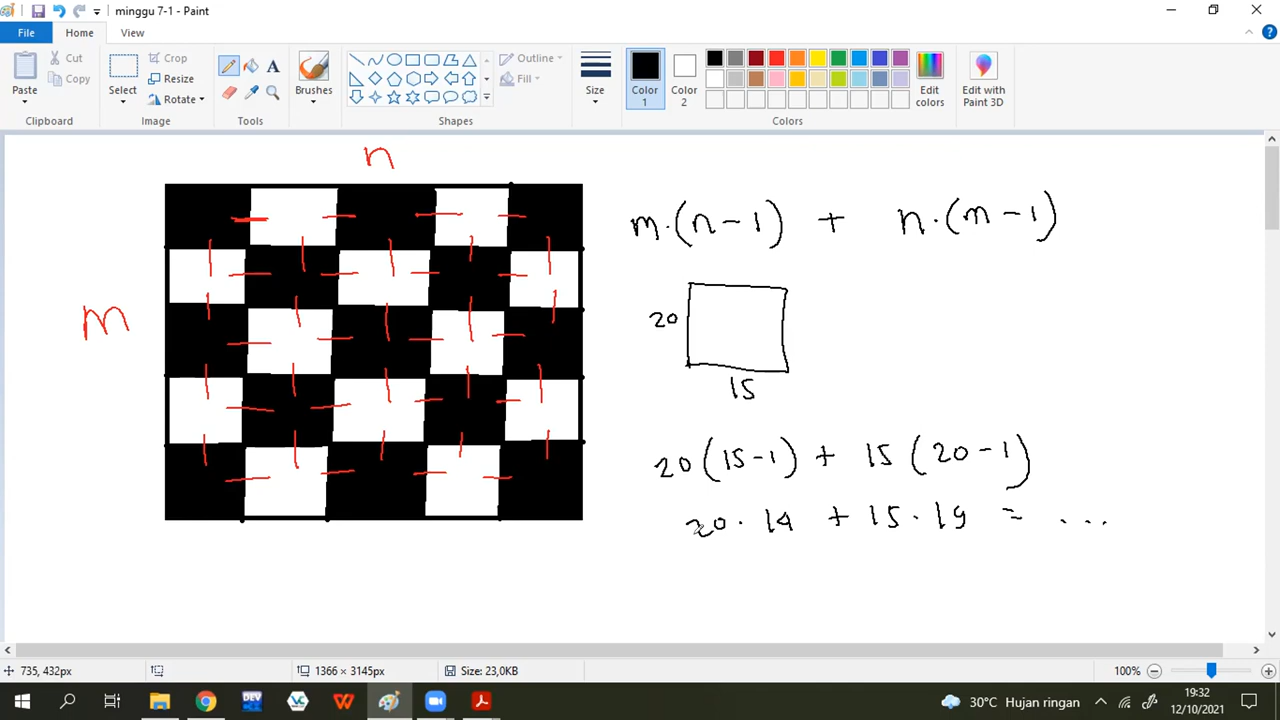 minggu 7-1 - Paint
File Home View
Cut
Copy
Paste
Clipboard
Select
Crop
Resize
Rotate
Image
A
Tools
Brushes
Outline
Fill
Shapes
Size
Color 1
Color 2
Edit colors
Edit with Paint 3D
Colors
n
m
m.(n-1) + n.(m-1)
20
15
20(15-1) + 15(20-1)
20.14 + 15.19 = ...
735, 432px
1366 × 3145px
Size: 23,0KB
100%
DEV
30°C Hujan ringan
19:32
12/10/2021